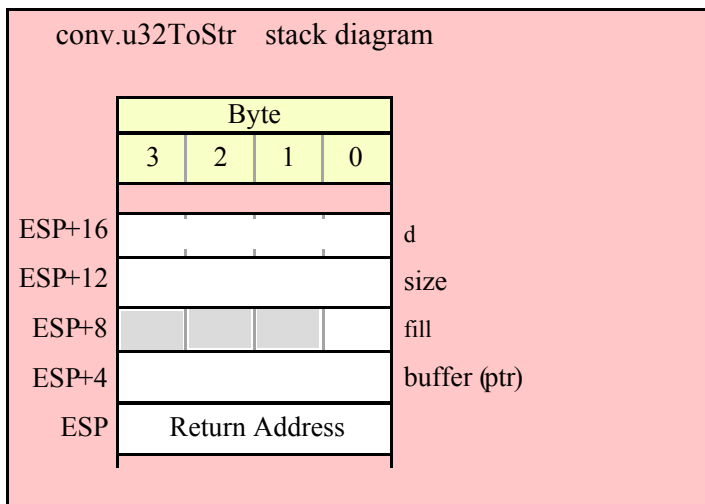 conv.u32ToStr stack diagram
Byte
3 2 1 0
ESP+16 d
ESP+12 size
ESP+8 fill
ESP+4 buffer (ptr)
ESP Return Address